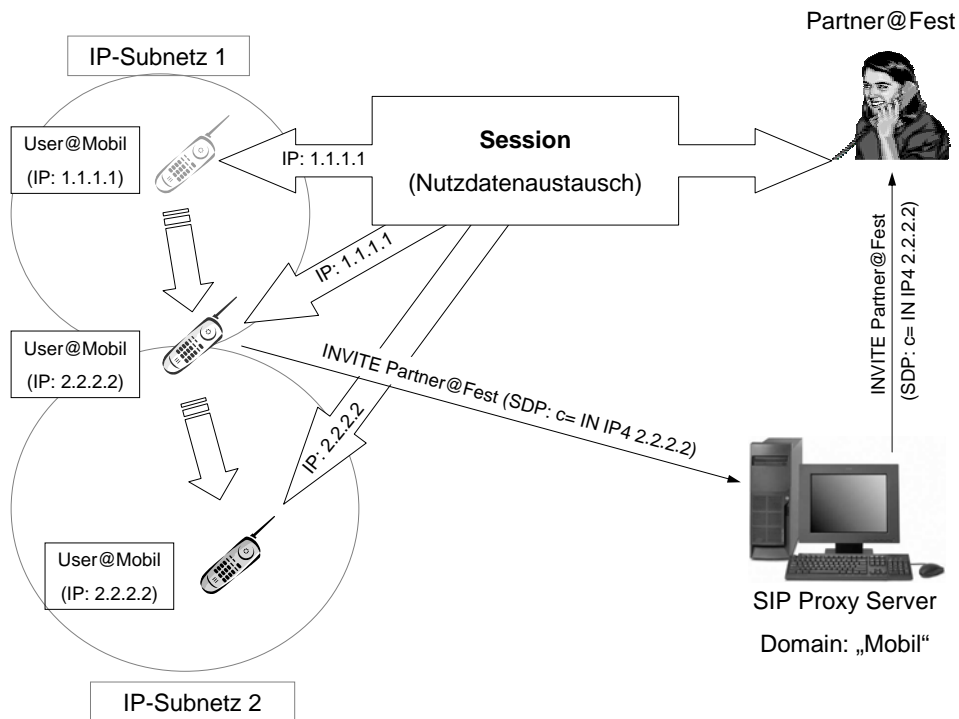 Partner@Fest
IP-Subnetz 1
User@Mobil
(IP: 1.1.1.1)
IP: 1.1.1.1
Session
(Nutzdatenaustausch)
IP: 1.1.1.1
INVITE Partner@Fest
(SDP: c= IN IP4 2.2.2.2)
User@Mobil
(IP: 2.2.2.2)
INVITE Partner@Fest (SDP: c= IN IP4 2.2.2.2)
IP: 2.2.2.2
User@Mobil
(IP: 2.2.2.2)
SIP Proxy Server
Domain: „Mobil“
IP-Subnetz 2